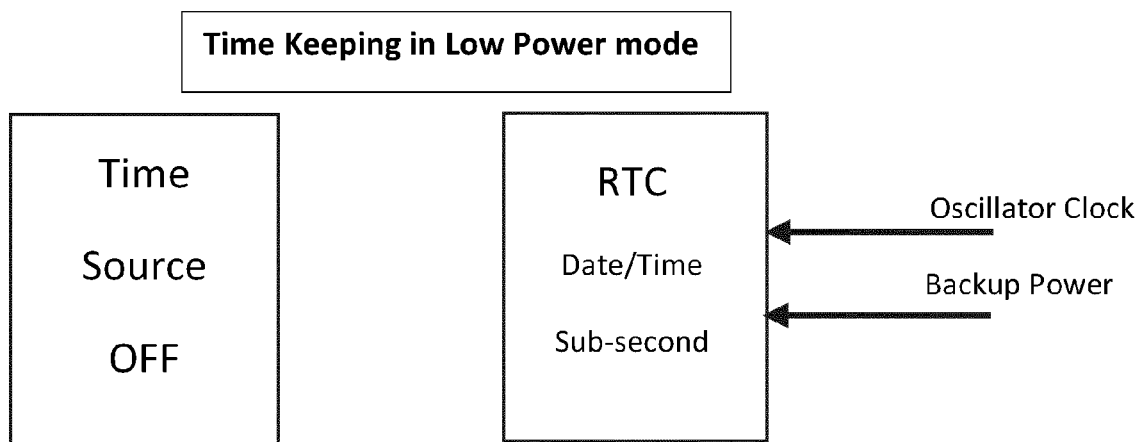 Time Keeping in Low Power mode
Time
Source
OFF
RTC
Date/Time
Sub-second
Oscillator Clock
Backup Power